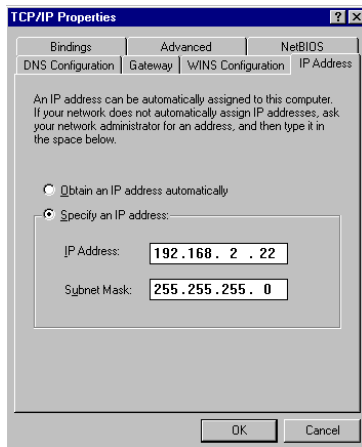 TCP/IP Properties
Bindings Advanced NetBIOS
DNS Configuration Gateway WINS Configuration IP Address
An IP address can be automatically assigned to this computer.
If your network does not automatically assign IP addresses, ask
your network administrator for an address, and then type it in
the space below.
Obtain an IP address automatically
Specify an IP address:
IP Address: 192.168. 2 .22
Subnet Mask: 255.255.255. 0
OK Cancel